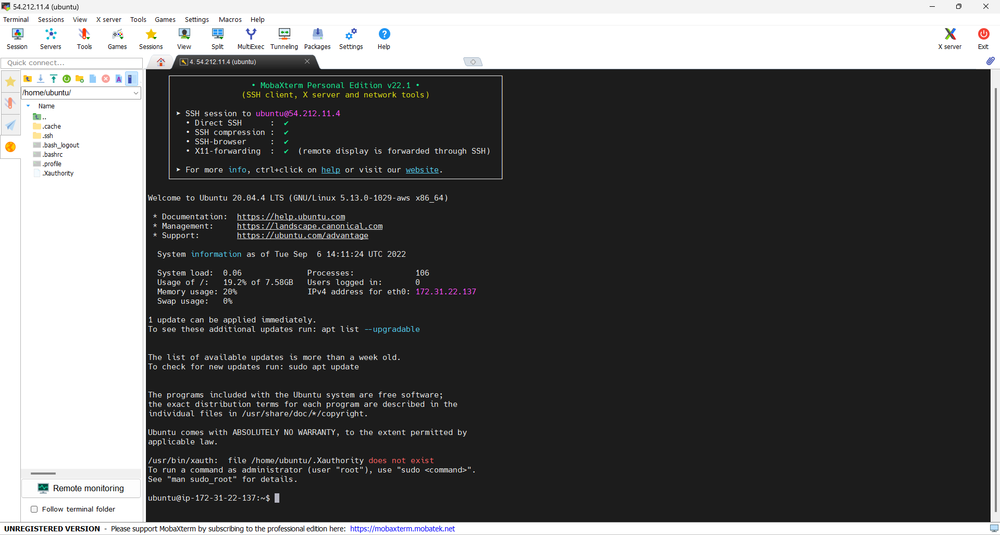 54.212.11.4 (ubuntu)
Terminal Sessions View X server Tools Games Settings Macros Help
Session Servers Tools Games Sessions View Split MultiExec Tunneling Packages Settings Help X server Exit
Quick connect...
4. 54.212.11.4 (ubuntu)
/home/ubuntu/
Name
..
.cache
.ssh
.bash_logout
.bashrc
.profile
.Xauthority
Remote monitoring
Follow terminal folder
• MobaXterm Personal Edition v22.1 •
(SSH client, X server and network tools)
➤ SSH session to ubuntu@54.212.11.4
• Direct SSH : ✔
• SSH compression : ✔
• SSH-browser : ✔
• X11-forwarding : ✔ (remote display is forwarded through SSH)
➤ For more info, ctrl+click on help or visit our website.
Welcome to Ubuntu 20.04.4 LTS (GNU/Linux 5.13.0-1029-aws x86_64)
* Documentation: https://help.ubuntu.com
* Management: https://landscape.canonical.com
* Support: https://ubuntu.com/advantage
System information as of Tue Sep 6 14:11:24 UTC 2022
System load: 0.06 Processes: 106
Usage of /: 19.2% of 7.58GB Users logged in: 0
Memory usage: 20% IPv4 address for eth0: 172.31.22.137
Swap usage: 0%
1 update can be applied immediately.
To see these additional updates run: apt list --upgradable
The list of available updates is more than a week old.
To check for new updates run: sudo apt update
The programs included with the Ubuntu system are free software;
the exact distribution terms for each program are described in the
individual files in /usr/share/doc/*/copyright.
Ubuntu comes with ABSOLUTELY NO WARRANTY, to the extent permitted by
applicable law.
/usr/bin/xauth: file /home/ubuntu/.Xauthority does not exist
To run a command as administrator (user "root"), use "sudo <command>".
See "man sudo_root" for details.
ubuntu@ip-172-31-22-137:~$
UNREGISTERED VERSION - Please support MobaXterm by subscribing to the professional edition here: https://mobaxterm.mobatek.net